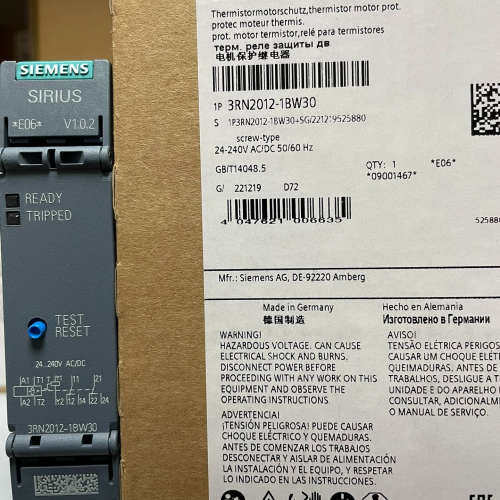 SIEMENS
SIRIUS
*E06* V1.0.2
READY
TRIPPED
TEST
RESET
24..240V AC/DC
3RN2012-1BW30
Thermistormotorschutz,thermistor motor prot.
protec moteur thermis.
prot. motor termistor,relé para termistores
терм. реле защиты дв
电机保护继电器
1P 3RN2012-1BW30
S 1P3RN2012-1BW30+SG/221219525880
screw-type
24-240V AC/DC 50/60 Hz
GB/T14048.5
QTY: 1 *E06*
*09001467*
G/ 221219 D72
4 047621 006635
52588
Mfr.: Siemens AG, DE-92220 Amberg
Made in Germany
德国制造
Hecho en Alemania
Изготовлено в Германии
WARNING!
HAZARDOUS VOLTAGE. CAN CAUSE
ELECTRICAL SHOCK AND BURNS.
DISCONNECT POWER BEFORE
PROCEEDING WITH ANY WORK ON THIS
EQUIPMENT AND OBSERVE THE
OPERATING INSTRUCTIONS
ADVERTENCIA!
¡TENSIÓN PELIGROSA! PUEDE CAUSAR
CHOQUE ELÉCTRICO Y QUEMADURAS.
ANTES DE COMENZAR LOS TRABAJOS
DESCONECTAR Y AISLAR DE ALIMENTACIÓN
LA INSTALACIÓN Y EL EQUIPO, Y RESPETAR
LO INDICADO EN LAS INSTRUCCIONES.
AVISO!
TENSÃO ELÉTRICA PERIGOS
CAUSAR UM CHOQUE ELÉT
QUEIMADURAS. ANTES DE
TRABALHOS, DESLIGUE A T
UNIDADE E DO APARELHO
CONSULTAR, ADICIONALM
O MANUAL DE SERVIÇO.